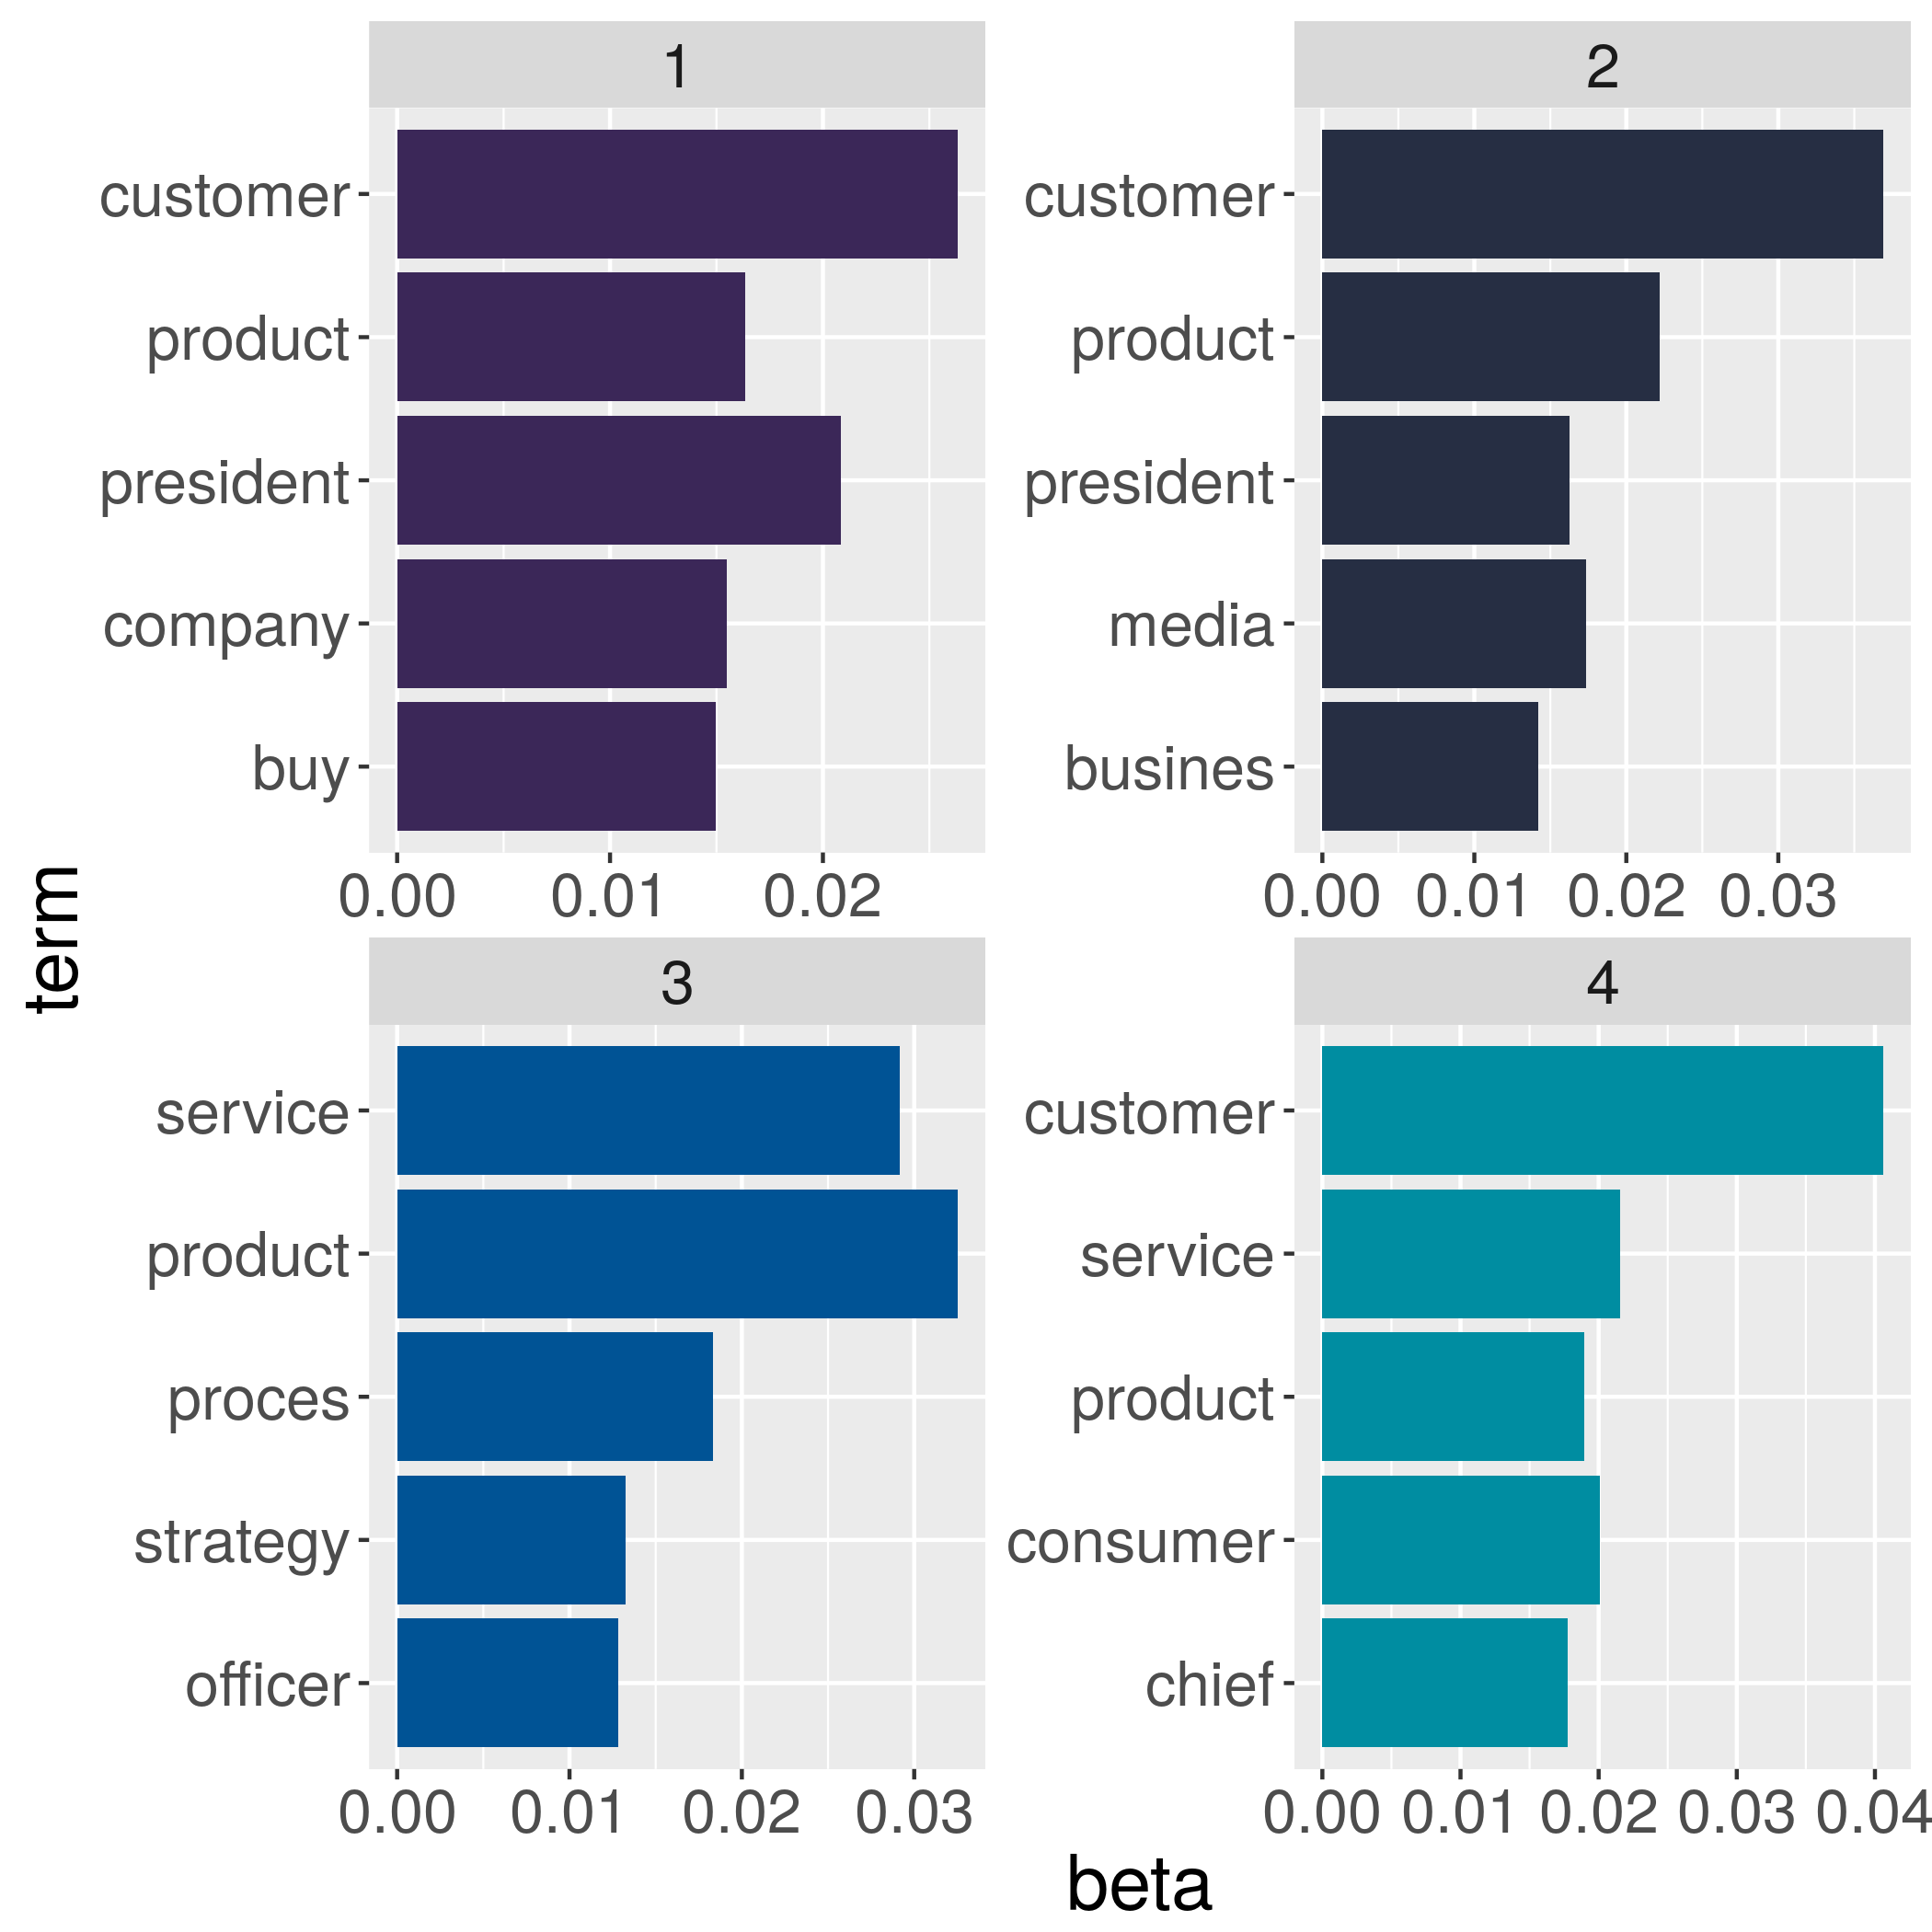 term
1
customer
product
president
company
buy
0.00 0.01 0.02
2
customer
product
president
media
busines
0.00 0.01 0.02 0.03
3
service
product
proces
strategy
officer
0.00 0.01 0.02 0.03
4
customer
service
product
consumer
chief
0.00 0.01 0.02 0.03 0.04
beta